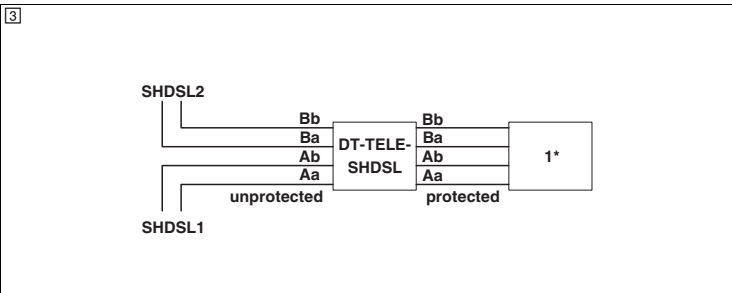 3
SHDSL2
Bb
Ba
Ab
Aa
unprotected
DT-TELE-
SHDSL
Bb
Ba
Ab
Aa
protected
1*
SHDSL1